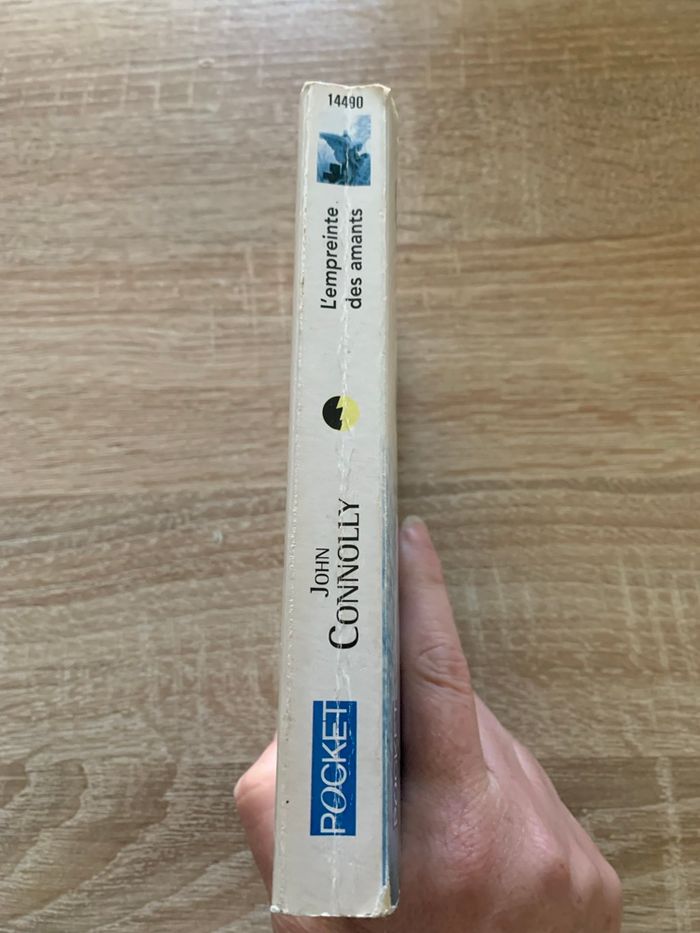 14490
L'empreinte
des amants
JOHN
CONNOLLY
POCKET